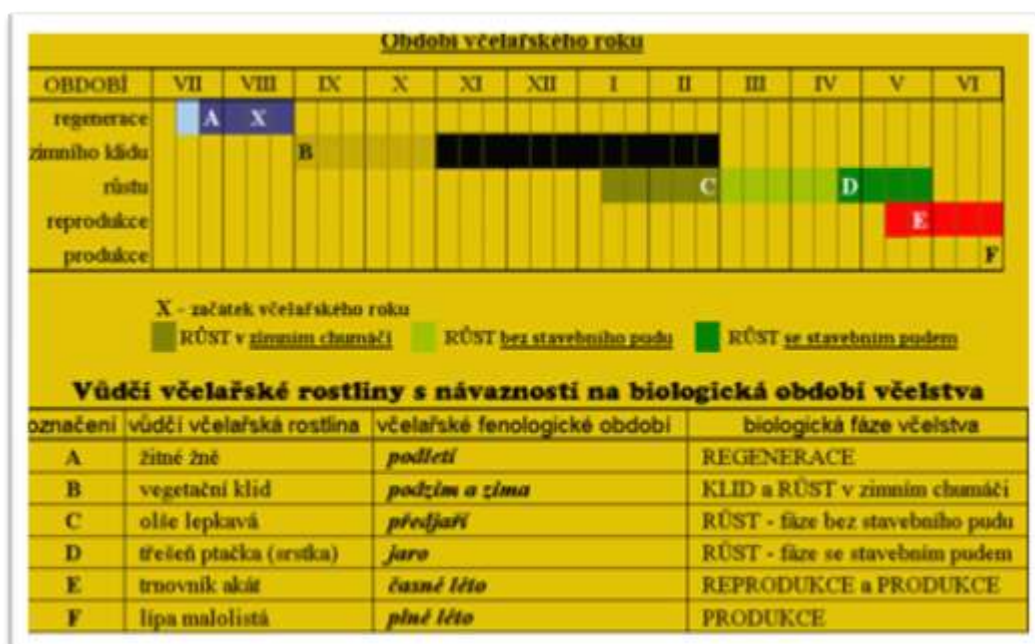 Období včelařského roku
OBDOBÍ VII VIII IX X XI XII I II III IV V VI
regenerace A X
zimního klidu B
růstu C D
reprodukce E
produkce F
X - začátek včelařského roku
RŮST v zimním chumáči RŮST bez stavebního pudu RŮST se stavebním pudem
Vůdčí včelařské rostliny s návazností na biologická období včelstva
označení vůdčí včelařská rostlina včelařské fenologické období biologická fáze včelstva
A žitné žně podletí REGENERACE
B vegetační klid podzim a zima KLID a RŮST v zimním chumáči
C olše lepkavá předjaří RŮST - fáze bez stavebního pudu
D třešeň ptačka (srstka) jaro RŮST - fáze se stavebním pudem
E trnovník akát časné léto REPRODUKCE a PRODUKCE
F lípa malolistá plné léto PRODUKCE